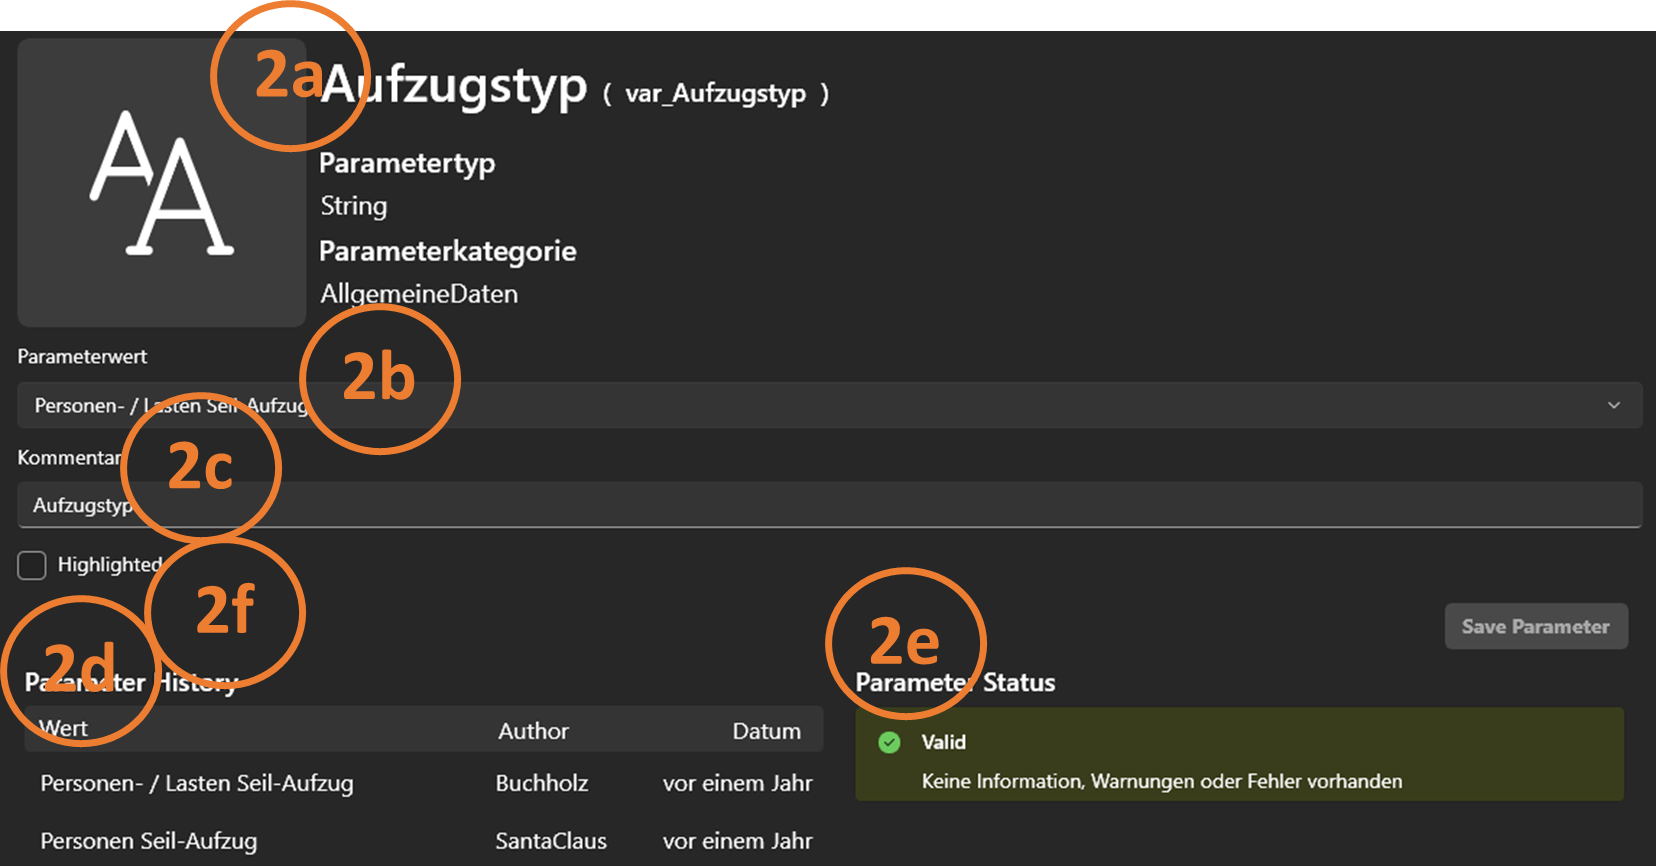 2a
Aufzugstyp ( var_Aufzugstyp )
AA
Parametertyp
String
Parameterkategorie
AllgemeineDaten
Parameterwert
2b
Personen- / Lasten Seil-Aufzug
Kommentar
2c
Aufzugstyp
Highlighted
2f
2d
2e
Save Parameter
Parameter History
Parameter Status
Wert Author Datum
Valid
Personen- / Lasten Seil-Aufzug Buchholz vor einem Jahr
Keine Information, Warnungen oder Fehler vorhanden
Personen Seil-Aufzug SantaClaus vor einem Jahr